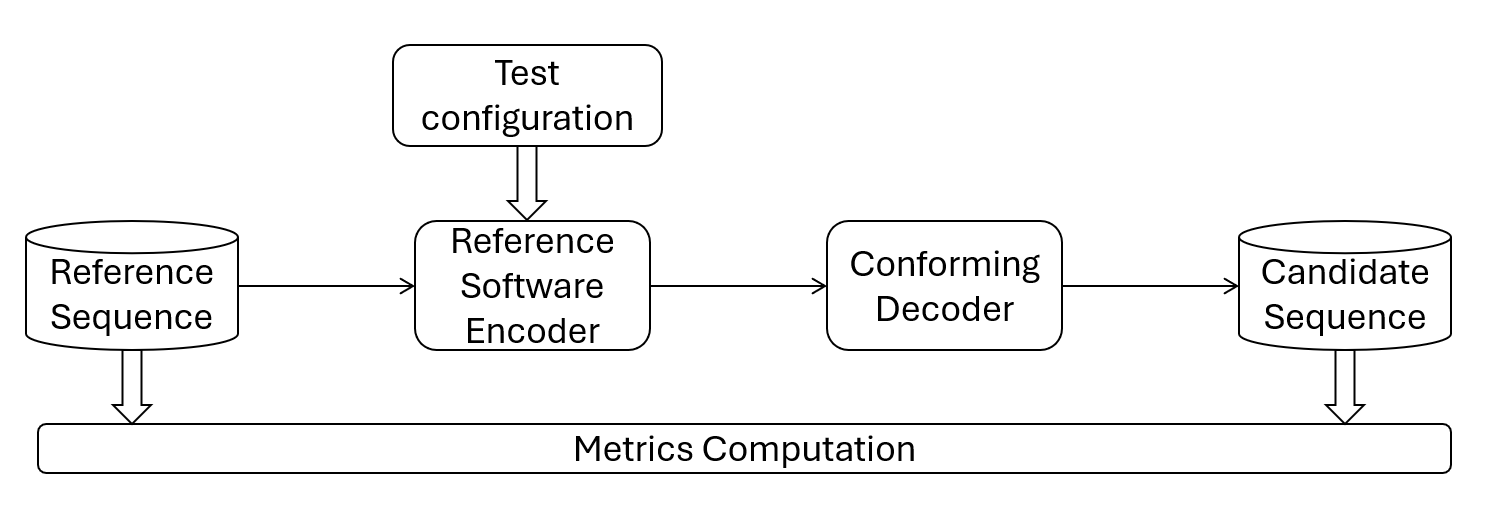 Test
configuration
Reference
Sequence
Reference
Software
Encoder
Conforming
Decoder
Candidate
Sequence
Metrics Computation